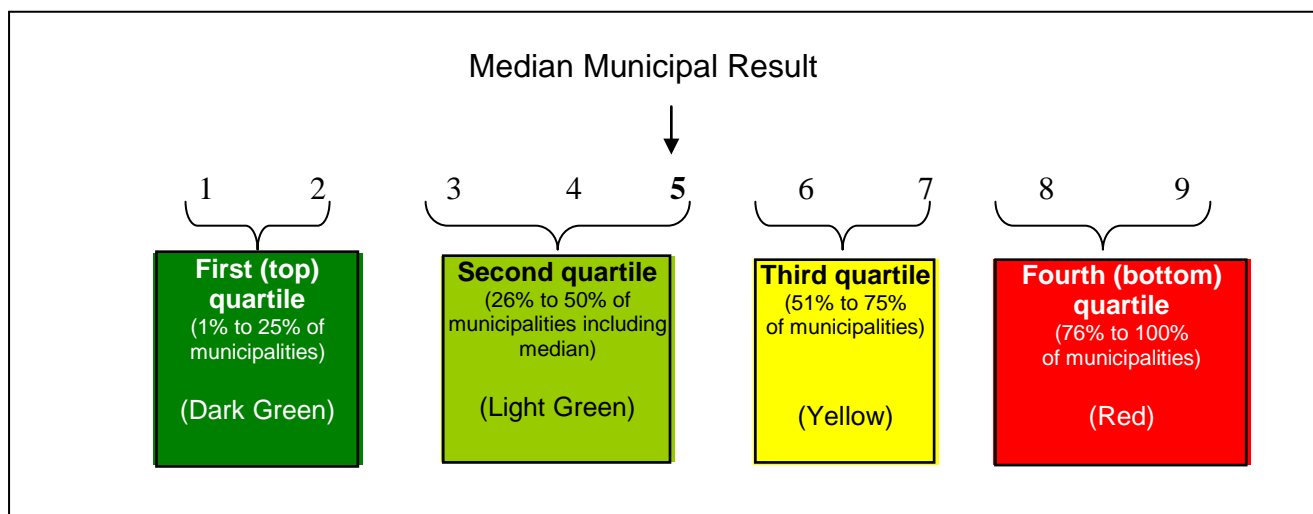 Median Municipal Result
1 2 3 4 5 6 7 8 9
First (top)
quartile
(1% to 25% of
municipalities)
(Dark Green)
Second quartile
(26% to 50% of
municipalities including
median)
(Light Green)
Third quartile
(51% to 75%
of municipalities)
(Yellow)
Fourth (bottom)
quartile
(76% to 100%
of municipalities)
(Red)